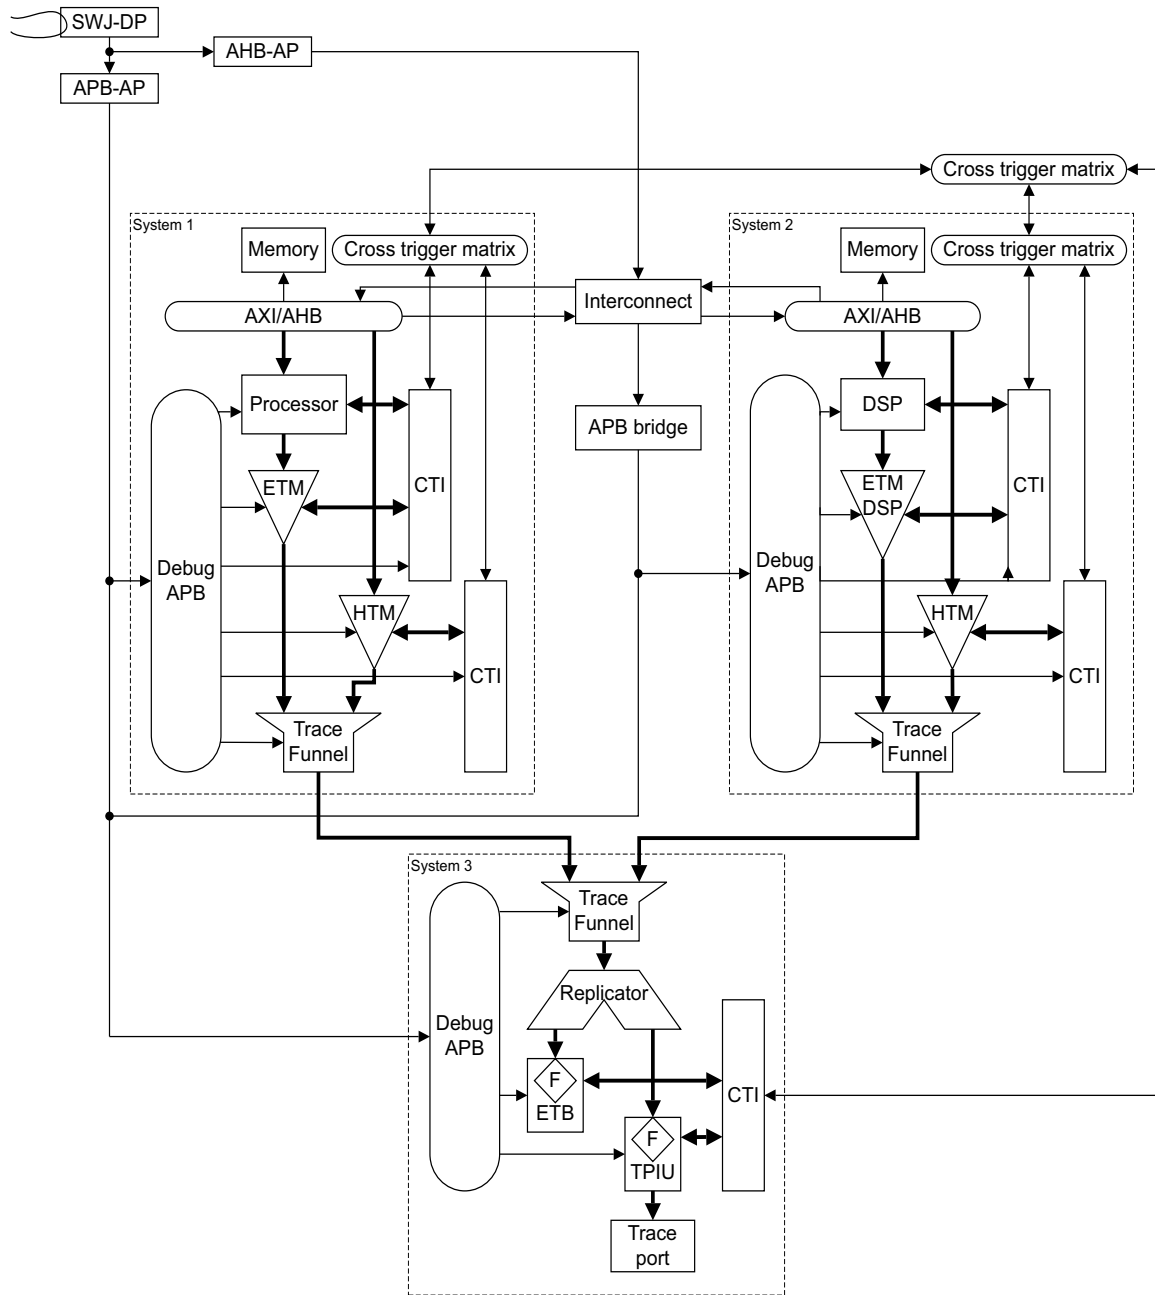 SWJ-DP
AHB-AP
APB-AP
Cross trigger matrix
System 1
Memory
Cross trigger matrix
AXI/AHB
Processor
ETM
CTI
Debug
APB
HTM
CTI
Trace
Funnel
Interconnect
APB bridge
System 2
Memory
Cross trigger matrix
AXI/AHB
DSP
ETM
DSP
CTI
Debug
APB
HTM
CTI
Trace
Funnel
System 3
Trace
Funnel
Replicator
Debug
APB
F
ETB
CTI
F
TPIU
Trace
port